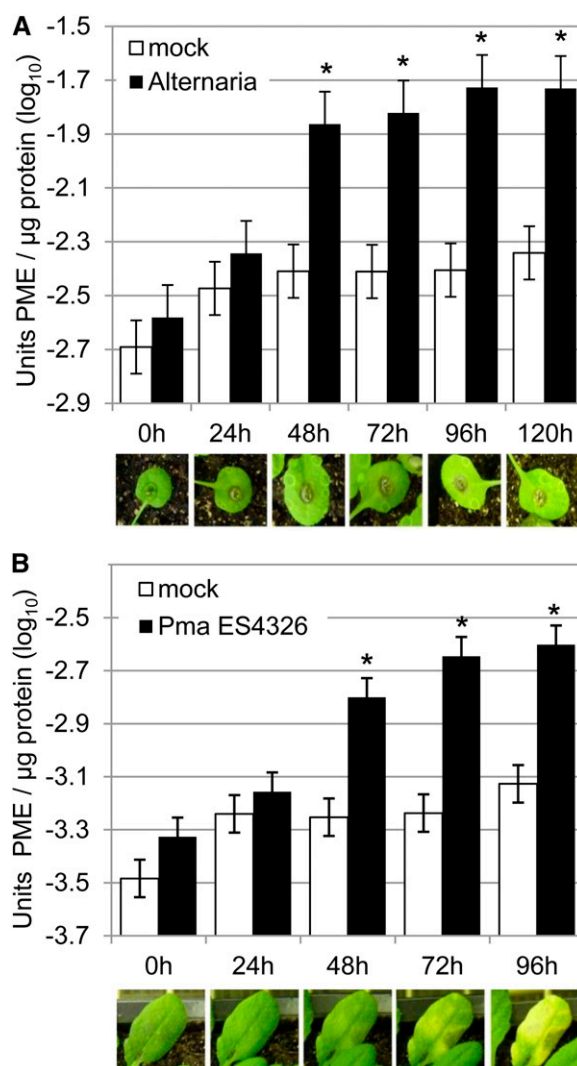 A
Units PME / µg protein (log10)
-1.5
-1.7
-1.9
-2.1
-2.3
-2.5
-2.7
-2.9
mock
Alternaria
* * * *
0h 24h 48h 72h 96h 120h
B
Units PME / µg protein (log10)
-2.5
-2.7
-2.9
-3.1
-3.3
-3.5
-3.7
mock
Pma ES4326
* * *
0h 24h 48h 72h 96h